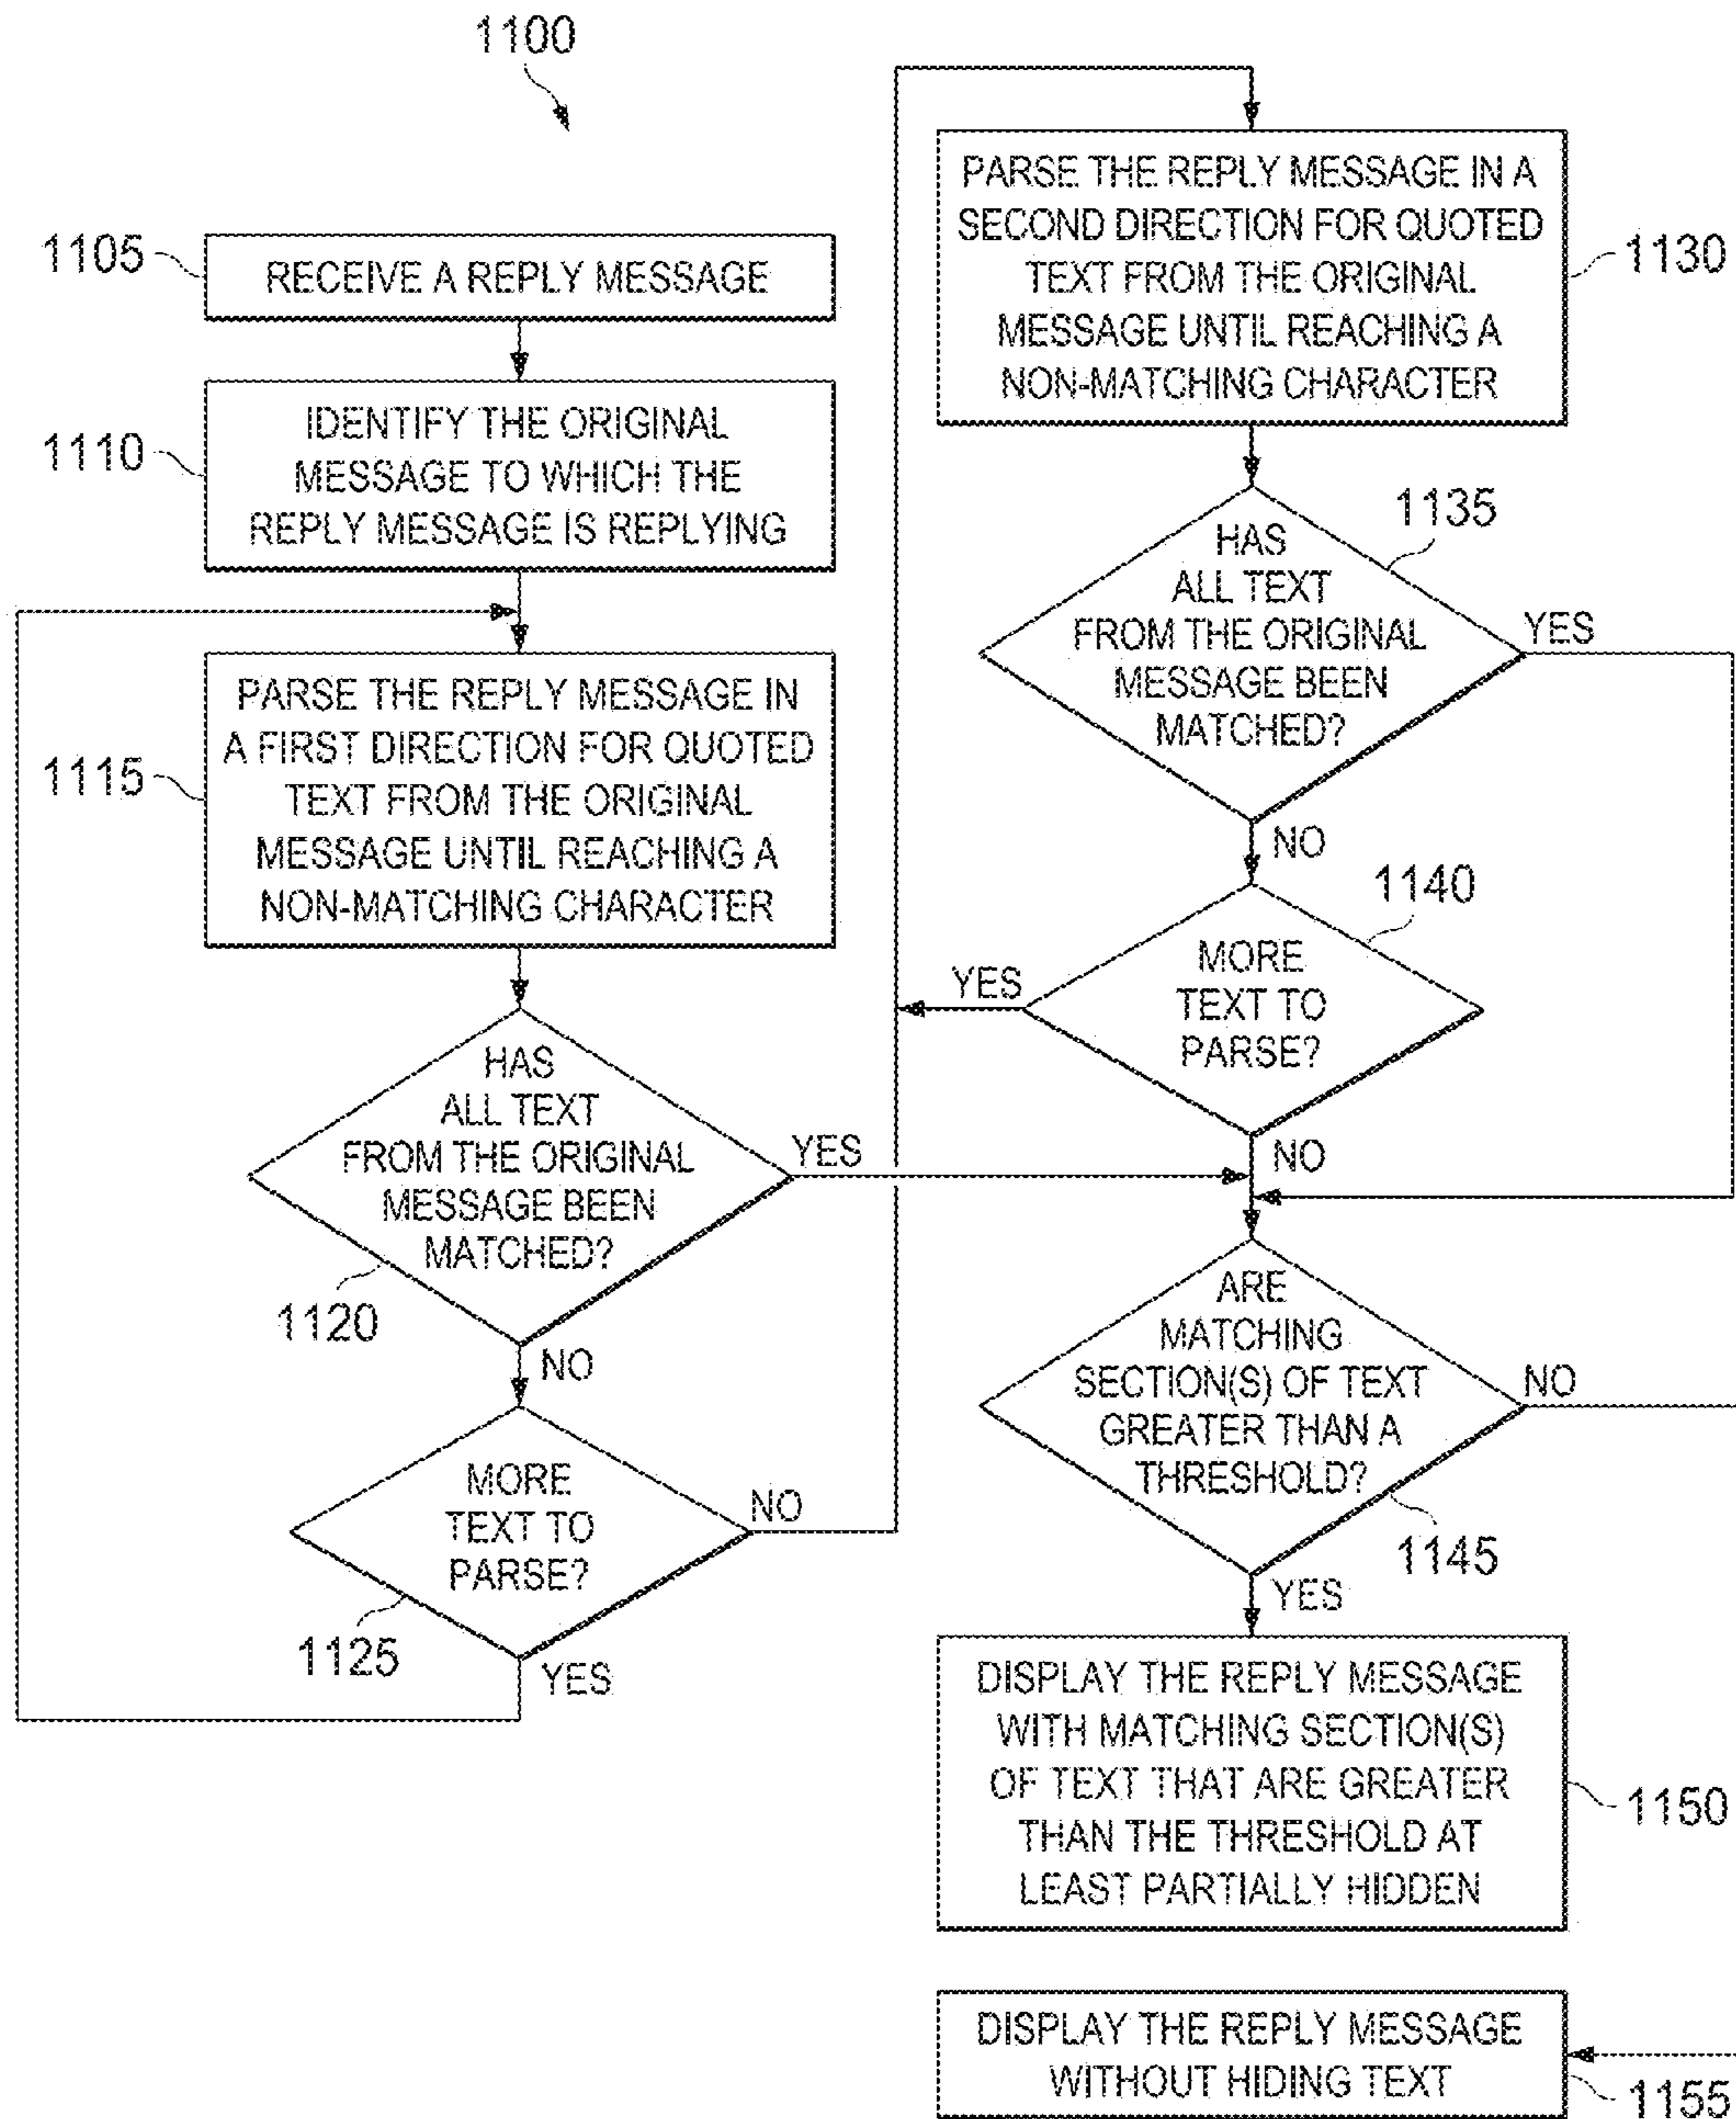 1100
1105
RECEIVE A REPLY MESSAGE
1110
IDENTIFY THE ORIGINAL
MESSAGE TO WHICH THE
REPLY MESSAGE IS REPLYING
1115
PARSE THE REPLY MESSAGE IN
A FIRST DIRECTION FOR QUOTED
TEXT FROM THE ORIGINAL
MESSAGE UNTIL REACHING A
NON-MATCHING CHARACTER
HAS
ALL TEXT
FROM THE ORIGINAL
MESSAGE BEEN
MATCHED?
YES
1120
NO
MORE
TEXT TO
PARSE?
NO
1125
YES
PARSE THE REPLY MESSAGE IN A
SECOND DIRECTION FOR QUOTED
TEXT FROM THE ORIGINAL
MESSAGE UNTIL REACHING A
NON-MATCHING CHARACTER
1130
1135
HAS
ALL TEXT
FROM THE ORIGINAL
MESSAGE BEEN
MATCHED?
YES
NO
1140
MORE
TEXT TO
PARSE?
YES
NO
ARE
MATCHING
SECTION(S) OF TEXT
GREATER THAN A
THRESHOLD?
NO
1145
YES
DISPLAY THE REPLY MESSAGE
WITH MATCHING SECTION(S)
OF TEXT THAT ARE GREATER
THAN THE THRESHOLD AT
LEAST PARTIALLY HIDDEN
1150
DISPLAY THE REPLY MESSAGE
WITHOUT HIDING TEXT
1155